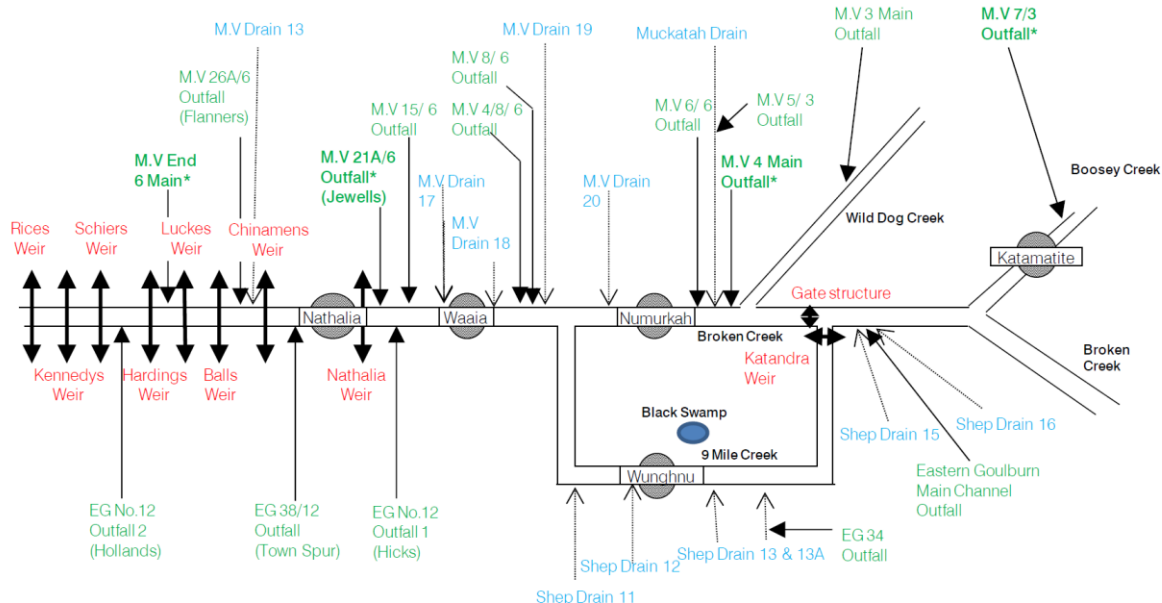 M.V Drain 13
M.V Drain 19
Muckatah Drain
M.V 3 Main
Outfall
M.V 7/3
Outfall*
M.V 26A/6
Outfall
(Flanners)
M.V 8/ 6
Outfall
M.V 15/ 6
Outfall
M.V 4/8/ 6
Outfall
M.V 6/ 6
Outfall
M.V 5/ 3
Outfall
M.V End
6 Main*
M.V 21A/6
Outfall*
(Jewells)
M.V Drain
17
M.V
Drain 18
M.V Drain
20
M.V 4 Main
Outfall*
Boosey Creek
Wild Dog Creek
Katamatite
Rices
Weir
Schiers
Weir
Luckes
Weir
Chinamens
Weir
Gate structure
Nathalia
Waaia
Numurkah
Broken Creek
Broken
Creek
Kennedys
Weir
Hardings
Weir
Balls
Weir
Nathalia
Weir
Katandra
Weir
Black Swamp
9 Mile Creek
Wunghnu
Shep Drain 15
Shep Drain 16
Eastern Goulburn
Main Channel
Outfall
EG No.12
Outfall 2
(Hollands)
EG 38/12
Outfall
(Town Spur)
EG No.12
Outfall 1
(Hicks)
Shep Drain 11
Shep Drain 12
Shep Drain 13 & 13A
EG 34
Outfall